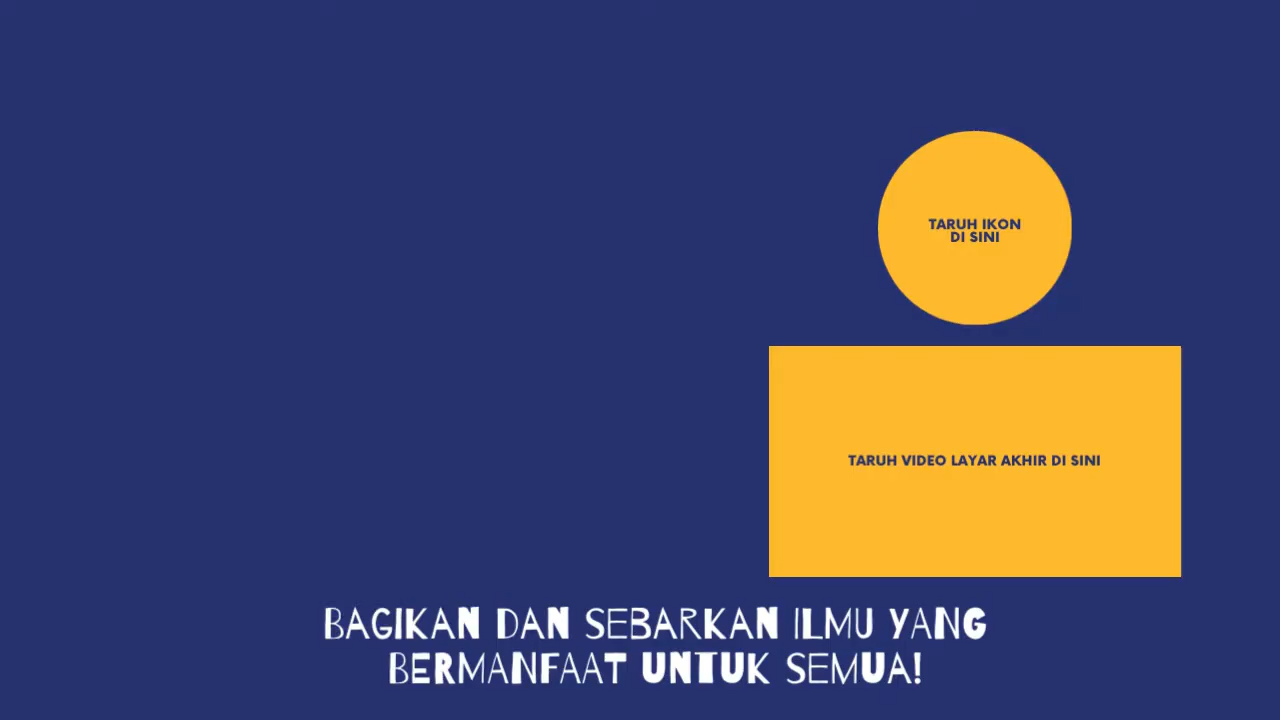 TARUH IKON
DI SINI
TARUH VIDEO LAYAR AKHIR DI SINI
BAGIKAN DAN SEBARKAN ILMU YANG
BERMANFAAT UNTUK SEMUA!